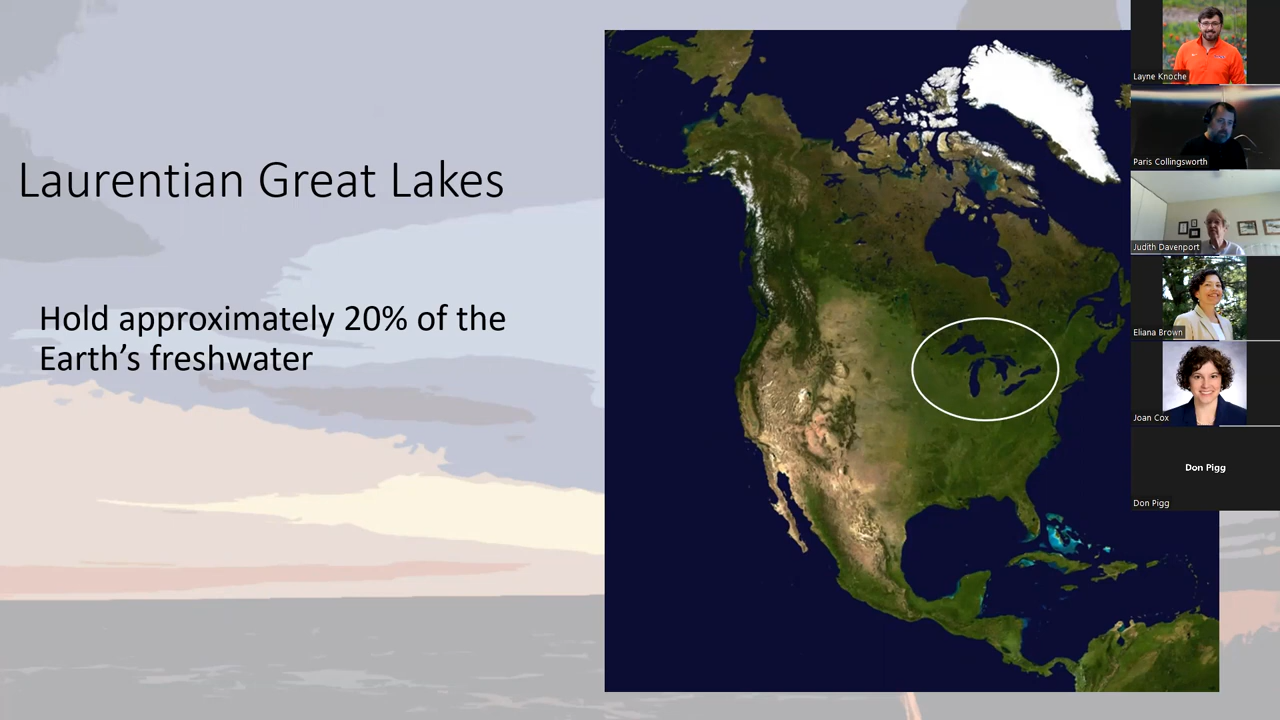 Laurentian Great Lakes
Hold approximately 20% of the
Earth's freshwater
Layne Knoche
Paris Collingsworth
Judith Davenport
Eliana Brown
Joan Cox
Don Pigg
Don Pigg